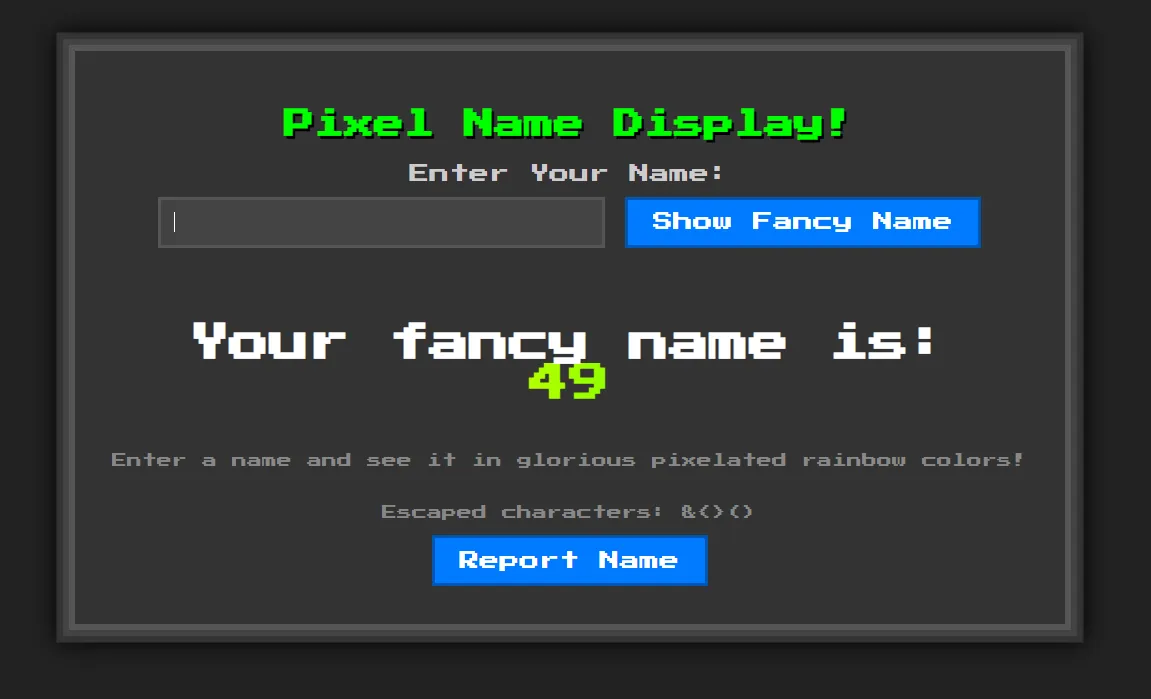 Pixel Name Display!
Enter Your Name:
Show Fancy Name
Your fancy name is:
49
Enter a name and see it in glorious pixelated rainbow colors!
Escaped characters: &<>()
Report Name